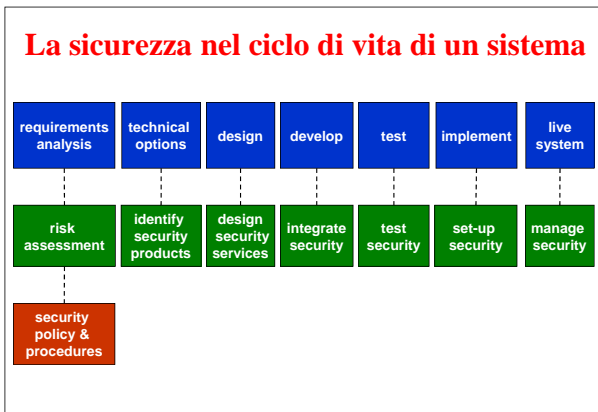 La sicurezza nel ciclo di vita di un sistema
requirements
analysis
technical
options
design
develop
test
implement
live
system
risk
assessment
identify
security
products
design
security
services
integrate
security
test
security
set-up
security
manage
security
security
policy &
procedures